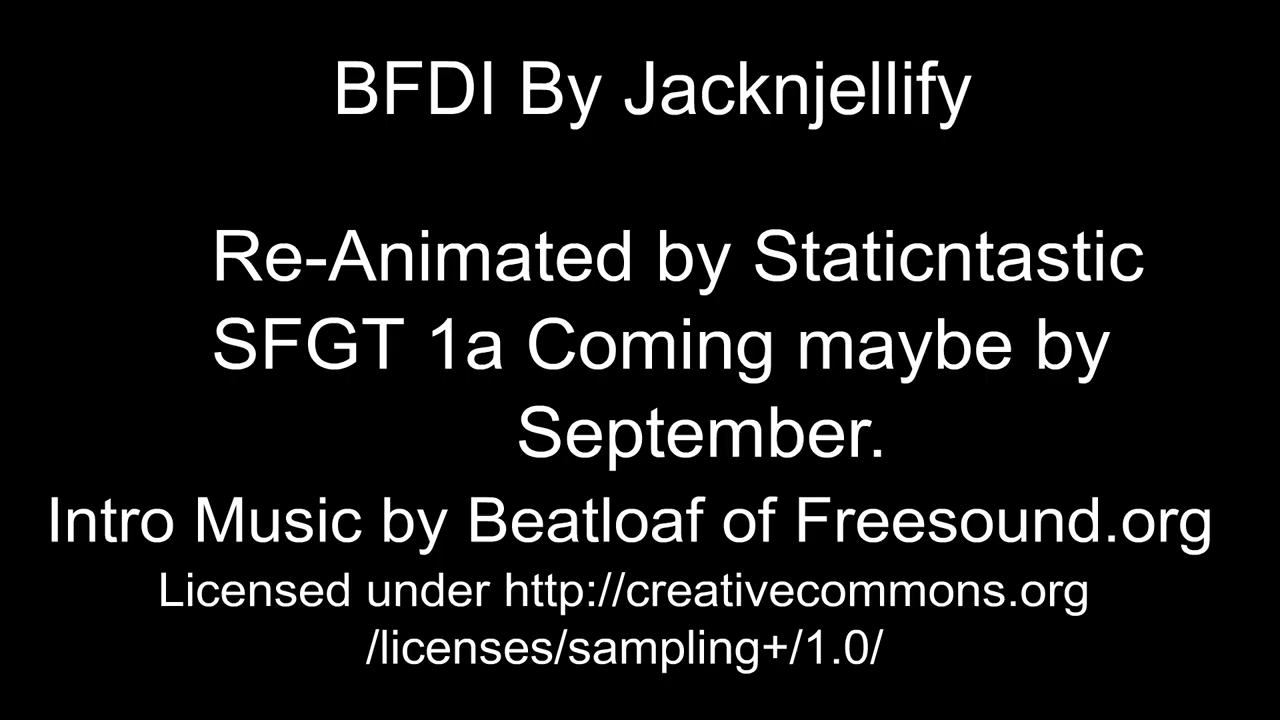 BFDI By Jacknjellify
Re-Animated by Staticntastic
SFGT 1a Coming maybe by
September.
Intro Music by Beatloaf of Freesound.org
Licensed under http://creativecommons.org
/licenses/sampling+/1.0/